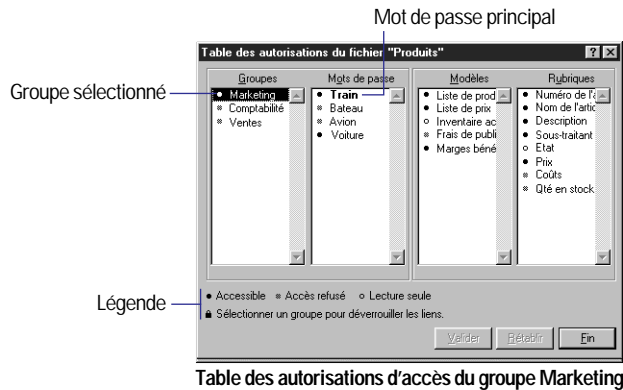 Mot de passe principal
Table des autorisations du fichier "Produits"
Groupe sélectionné
Groupes
Marketing
Comptabilité
Ventes
Mots de passe
Train
Bateau
Avion
Voiture
Modèles
Liste de prod
Liste de prix
Inventaire ac
Frais de publi
Marges béné
Rubriques
Numéro de l'a
Nom de l'artic
Description
Sous-traitant
Etat
Prix
Coûts
Qté en stock
Légende
Accessible Accès refusé Lecture seule
Sélectionner un groupe pour déverrouiller les liens.
Valider Rétablir Fin
Table des autorisations d'accès du groupe Marketing